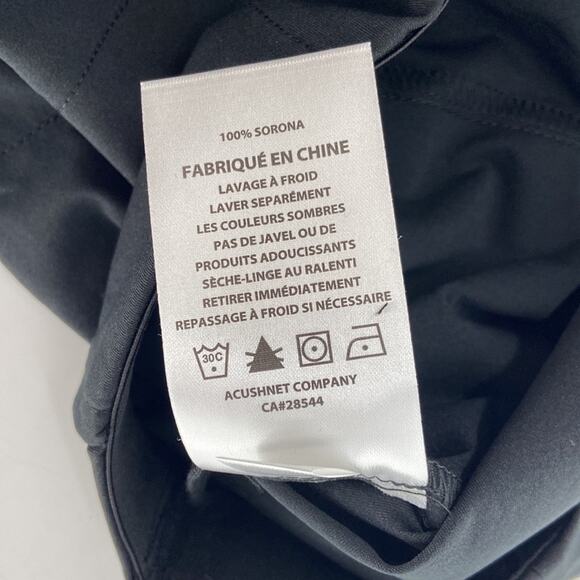 100% SORONA
FABRIQUÉ EN CHINE
LAVAGE À FROID
LAVER SEPARÉMENT
LES COULEURS SOMBRES
PAS DE JAVEL OU DE
PRODUITS ADOUCISSANTS
SÈCHE-LINGE AU RALENTI
RETIRER IMMÉDIATEMENT
REPASSAGE À FROID SI NÉCESSAIRE
30C
ACUSHNET COMPANY
CA#28544